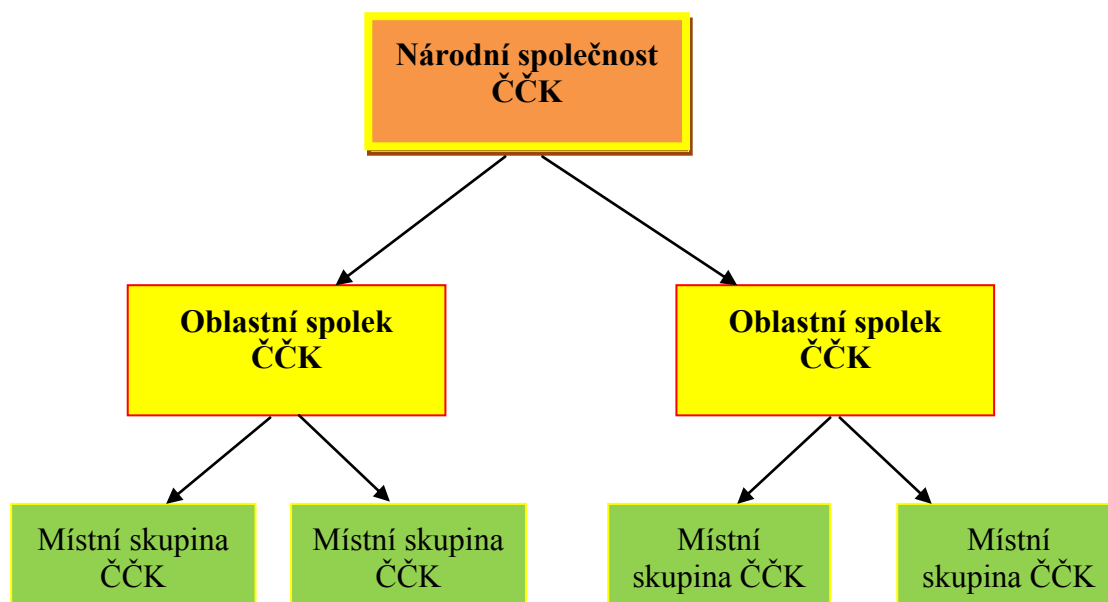 Národní společnost
ČČK
Oblastní spolek
ČČK
Oblastní spolek
ČČK
Místní skupina
ČČK
Místní skupina
ČČK
Místní
skupina ČČK
Místní
skupina ČČK